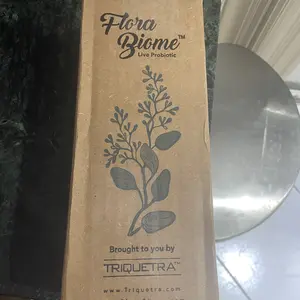 Flora
Biome™
Live Probiotic
Brought to you by
TRIQUETRA™
www.Triquetra.com